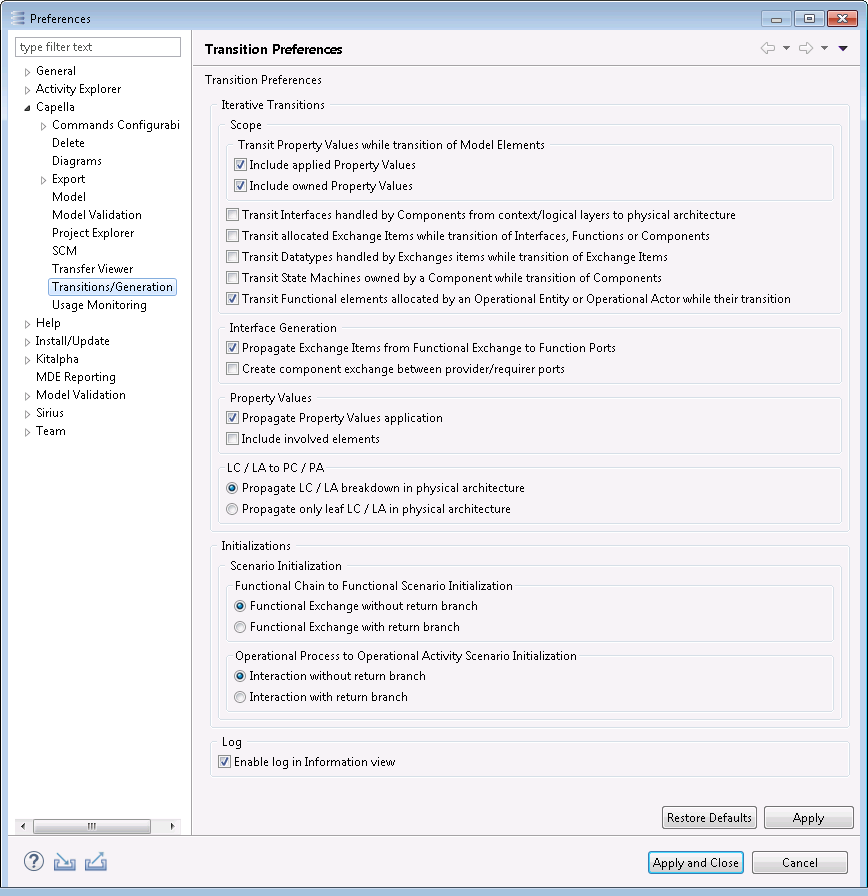 Preferences
type filter text
General
Activity Explorer
Capella
Commands Configurabi
Delete
Diagrams
Export
Model
Model Validation
Project Explorer
SCM
Transfer Viewer
Transitions/Generation
Usage Monitoring
Help
Install/Update
Kitalpha
MDE Reporting
Model Validation
Sirius
Team
Transition Preferences
Transition Preferences
Iterative Transitions
Scope
Transit Property Values while transition of Model Elements
Include applied Property Values
Include owned Property Values
Transit Interfaces handled by Components from context/logical layers to physical architecture
Transit allocated Exchange Items while transition of Interfaces, Functions or Components
Transit Datatypes handled by Exchanges items while transition of Exchange Items
Transit State Machines owned by a Component while transition of Components
Transit Functional elements allocated by an Operational Entity or Operational Actor while their transition
Interface Generation
Propagate Exchange Items from Functional Exchange to Function Ports
Create component exchange between provider/requirer ports
Property Values
Propagate Property Values application
Include involved elements
LC / LA to PC / PA
Propagate LC / LA breakdown in physical architecture
Propagate only leaf LC / LA in physical architecture
Initializations
Scenario Initialization
Functional Chain to Functional Scenario Initialization
Functional Exchange without return branch
Functional Exchange with return branch
Operational Process to Operational Activity Scenario Initialization
Interaction without return branch
Interaction with return branch
Log
Enable log in Information view
Restore Defaults
Apply
Apply and Close
Cancel